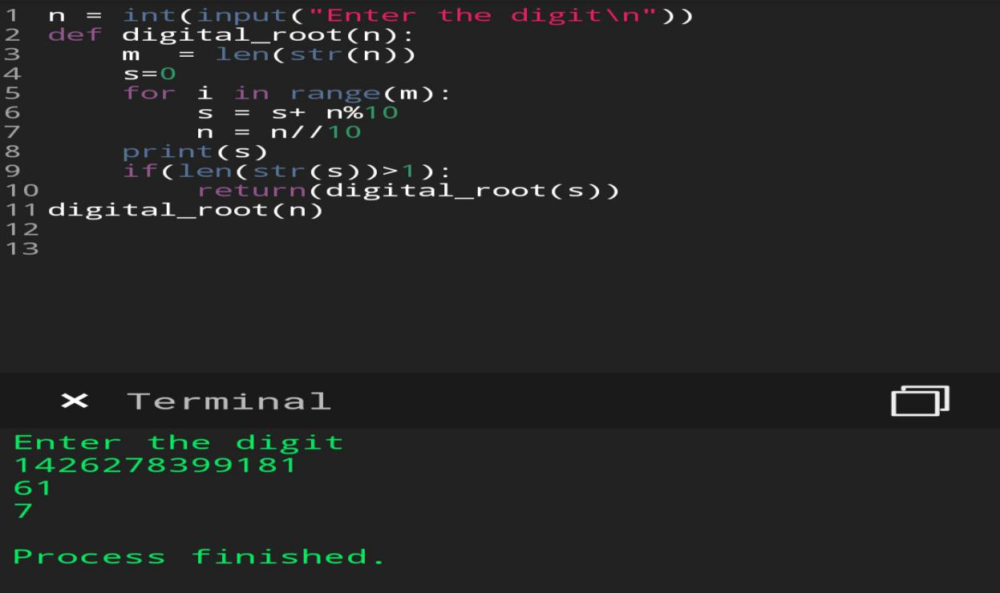 1 n = int(input("Enter the digit\n"))
2 def digital_root(n):
3     m  = len(str(n))
4     s=0
5     for i in range(m):
6         s = s+ n%10
7         n = n//10
8     print(s)
9     if(len(str(s))>1):
10         return(digital_root(s))
11 digital_root(n)
12
13
× Terminal
Enter the digit
1426278399181
61
7
Process finished.